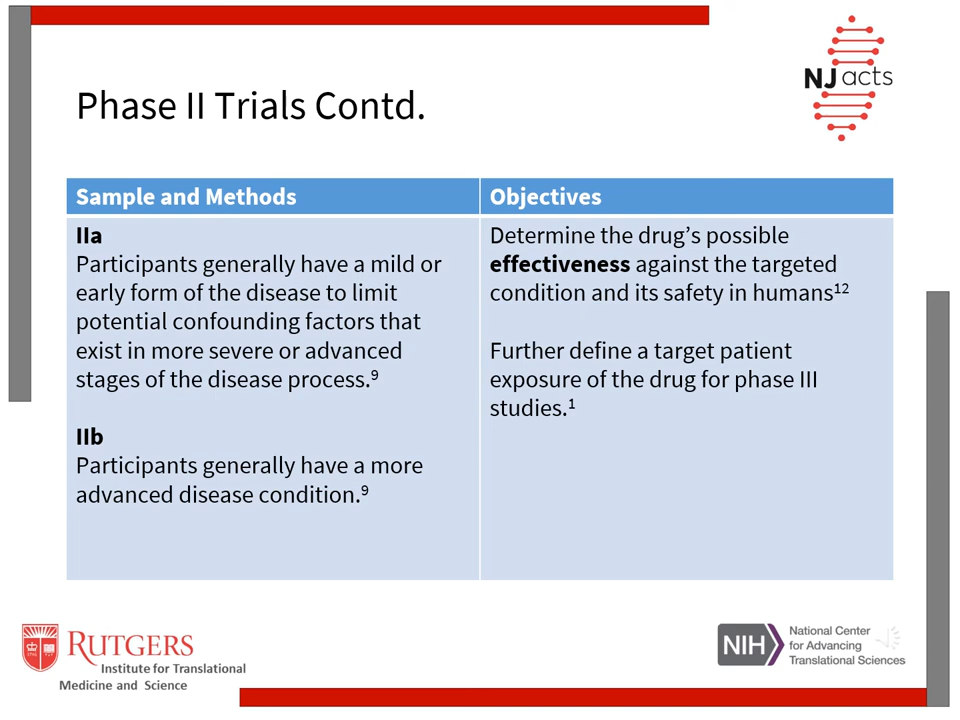 NJ acts
Phase II Trials Contd.
Sample and Methods
IIa
Participants generally have a mild or
early form of the disease to limit
potential confounding factors that
exist in more severe or advanced
stages of the disease process.⁹
IIb
Participants generally have a more
advanced disease condition.⁹
Objectives
Determine the drug’s possible
effectiveness against the targeted
condition and its safety in humans¹²
Further define a target patient
exposure of the drug for phase III
studies.¹
RUTGERS
Institute for Translational
Medicine and Science
NIH
National Center
for Advancing
Translational Sciences